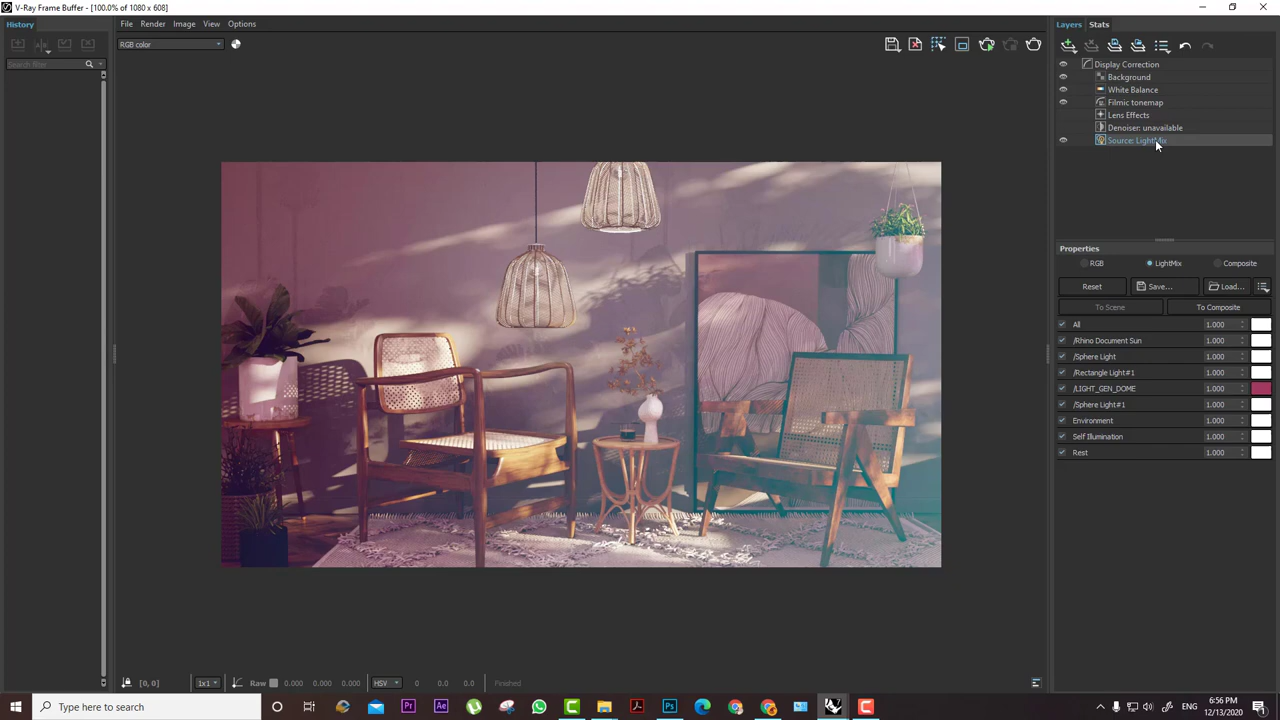 V-Ray Frame Buffer - [100.0% of 1080 x 608]
History
File Render Image View Options
Layers Stats
RGB color
Search filter
Display Correction
Background
White Balance
Filmic tonemap
Lens Effects
Denoiser: unavailable
Source: LightMix
Properties
RGB LightMix Composite
Reset Save... Load...
To Scene To Composite
All 1.000
/Rhino Document Sun 1.000
/Sphere Light 1.000
/Rectangle Light#1 1.000
/LIGHT_GEN_DOME 1.000
/Sphere Light#1 1.000
Environment 1.000
Self Illumination 1.000
Rest 1.000
[0, 0] 1x1 Raw 0.000 0.000 0.000 HSV 0 0.0 0.0 Finished
Type here to search
Pr Ae Ps
6:56 PM
12/13/2020